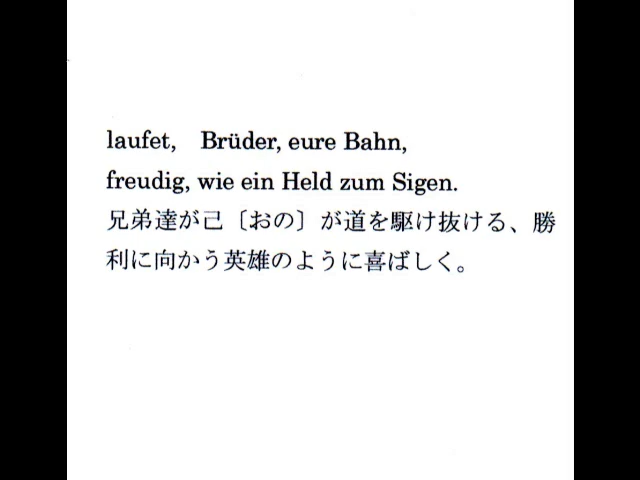 laufet,　Brüder, eure Bahn,
freudig, wie ein Held zum Sigen.
兄弟達が己〔おの〕が道を駆け抜ける、勝
利に向かう英雄のように喜ばしく。